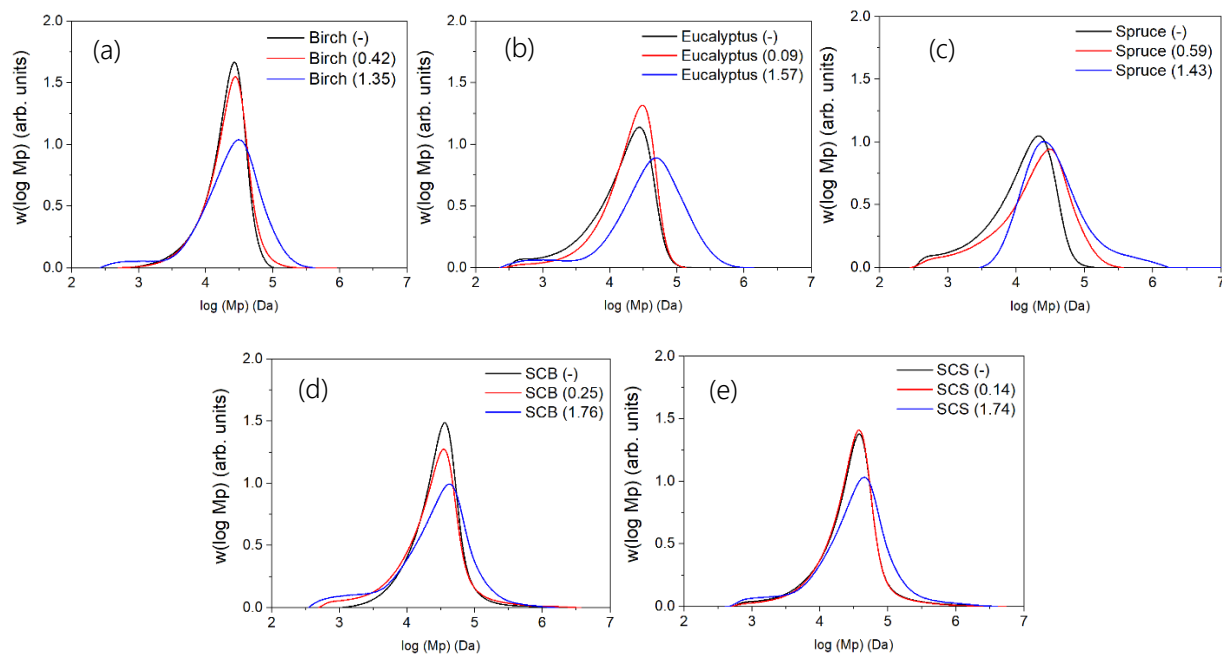 (a)
Birch (-)
Birch (0.42)
Birch (1.35)
w(log Mp) (arb. units)
2.0
1.5
1.0
0.5
0.0
2 3 4 5 6 7
log (Mp) (Da)
(b)
Eucalyptus (-)
Eucalyptus (0.09)
Eucalyptus (1.57)
w(log Mp) (arb. units)
2.0
1.5
1.0
0.5
0.0
2 3 4 5 6 7
log (Mp) (Da)
(c)
Spruce (-)
Spruce (0.59)
Spruce (1.43)
w(log Mp) (arb. units)
2.0
1.5
1.0
0.5
0.0
2 3 4 5 6 7
log (Mp) (Da)
(d)
SCB (-)
SCB (0.25)
SCB (1.76)
w(log Mp) (arb. units)
2.0
1.5
1.0
0.5
0.0
2 3 4 5 6 7
log (Mp) (Da)
(e)
SCS (-)
SCS (0.14)
SCS (1.74)
w(log Mp) (arb. units)
2.0
1.5
1.0
0.5
0.0
2 3 4 5 6 7
log (Mp) (Da)